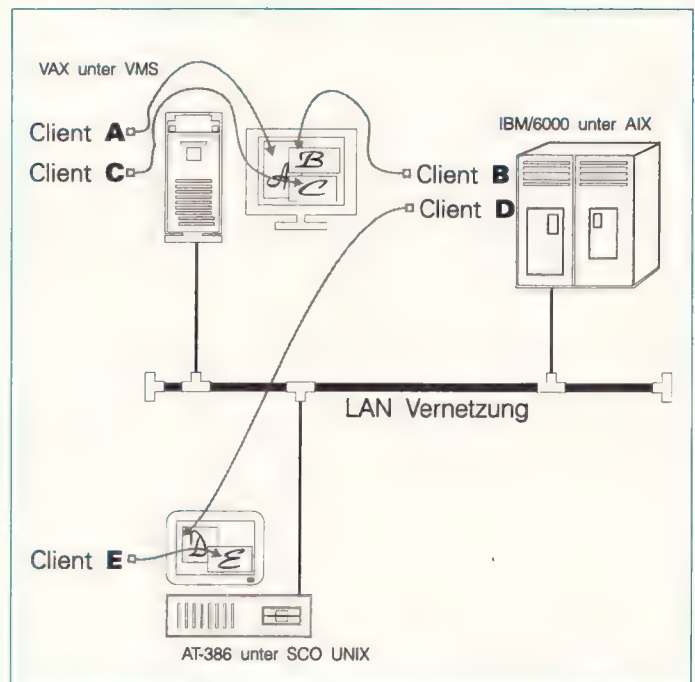 VAX unter VMS
Client A
Client C
B
A
C
IBM/6000 unter AIX
Client B
Client D
LAN Vernetzung
D
E
Client E
AT-386 unter SCO UNIX